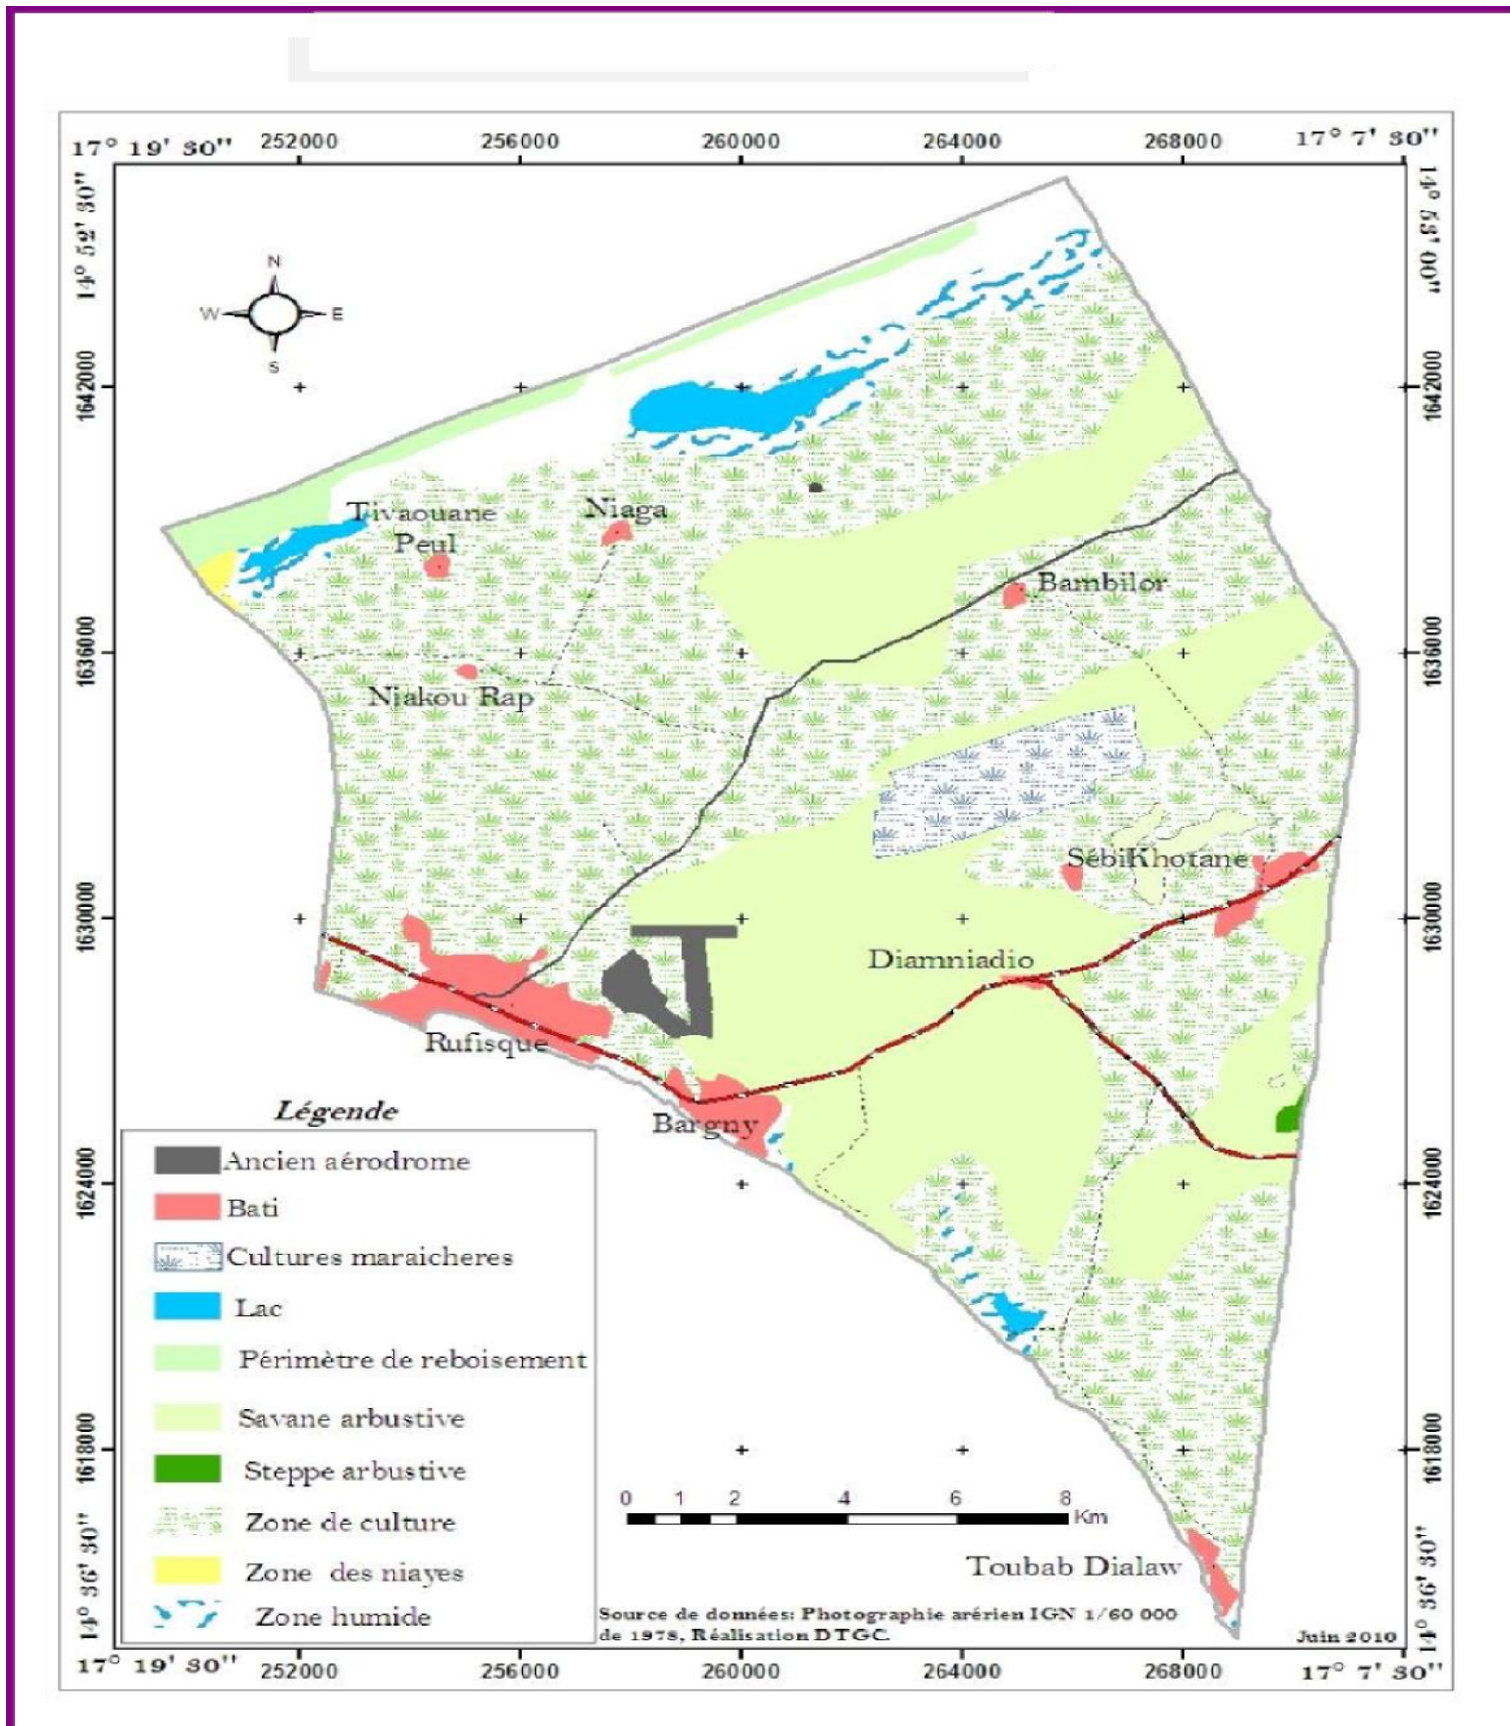 252000 256000 260000 264000 268000
17° 19' 30" 17° 7' 30"
14° 52' 30"
14° 53' 00"
N
W E
S
1642000 1642000
Tivaouane
Peul
Niaga
Bambilor
1636000 1636000
Niakou Rap
SébiKhotane
1630000 1630000
Diamniadio
Rufisque
Bargny
1624000 1624000
Légende
Ancien aérodrome
Bati
Cultures maraicheres
Lac
Périmètre de reboisement
Savane arbustive
Steppe arbustive
Zone de culture
Zone des niayes
Zone humide
1618000 1618000
0 1 2 4 6 8
Km
Toubab Dialaw
14° 36' 30" 14° 36' 30"
Source de données: Photographie arérien IGN 1/60 000
de 1978, Réalisation DTGC.
Juin 2010
17° 19' 30" 17° 7' 30"
252000 256000 260000 264000 268000